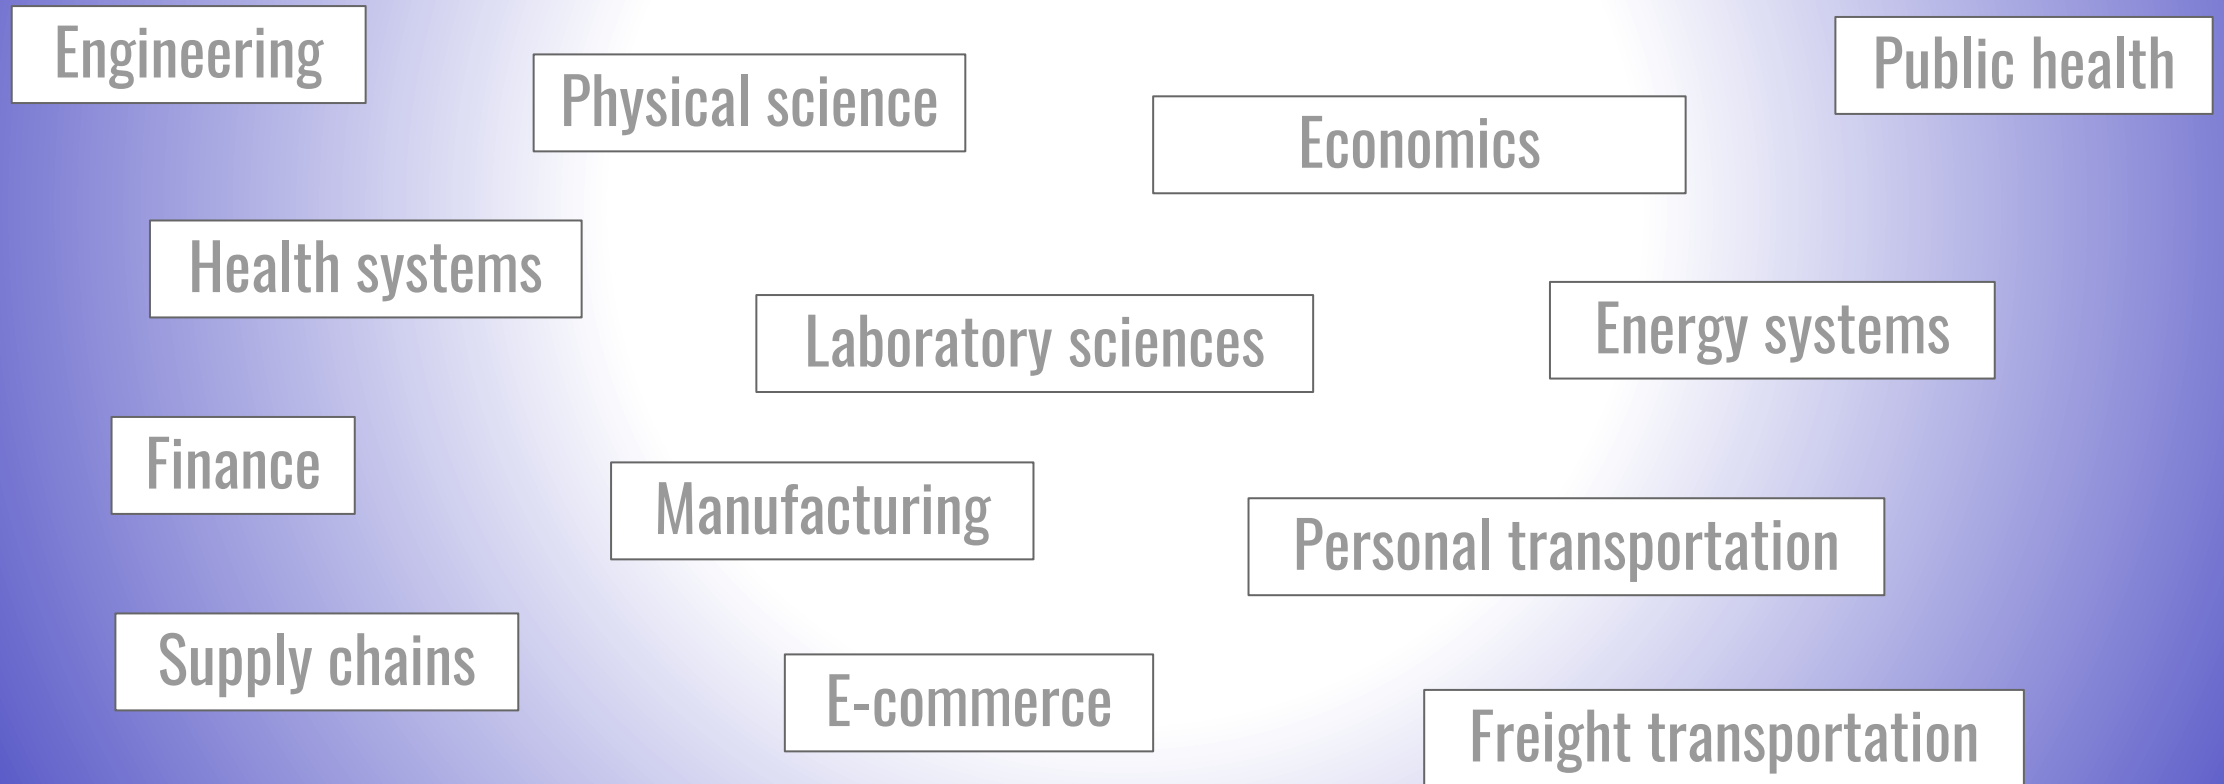 Engineering
Physical science
Economics
Public health
Health systems
Laboratory sciences
Energy systems
Finance
Manufacturing
Personal transportation
Supply chains
E-commerce
Freight transportation